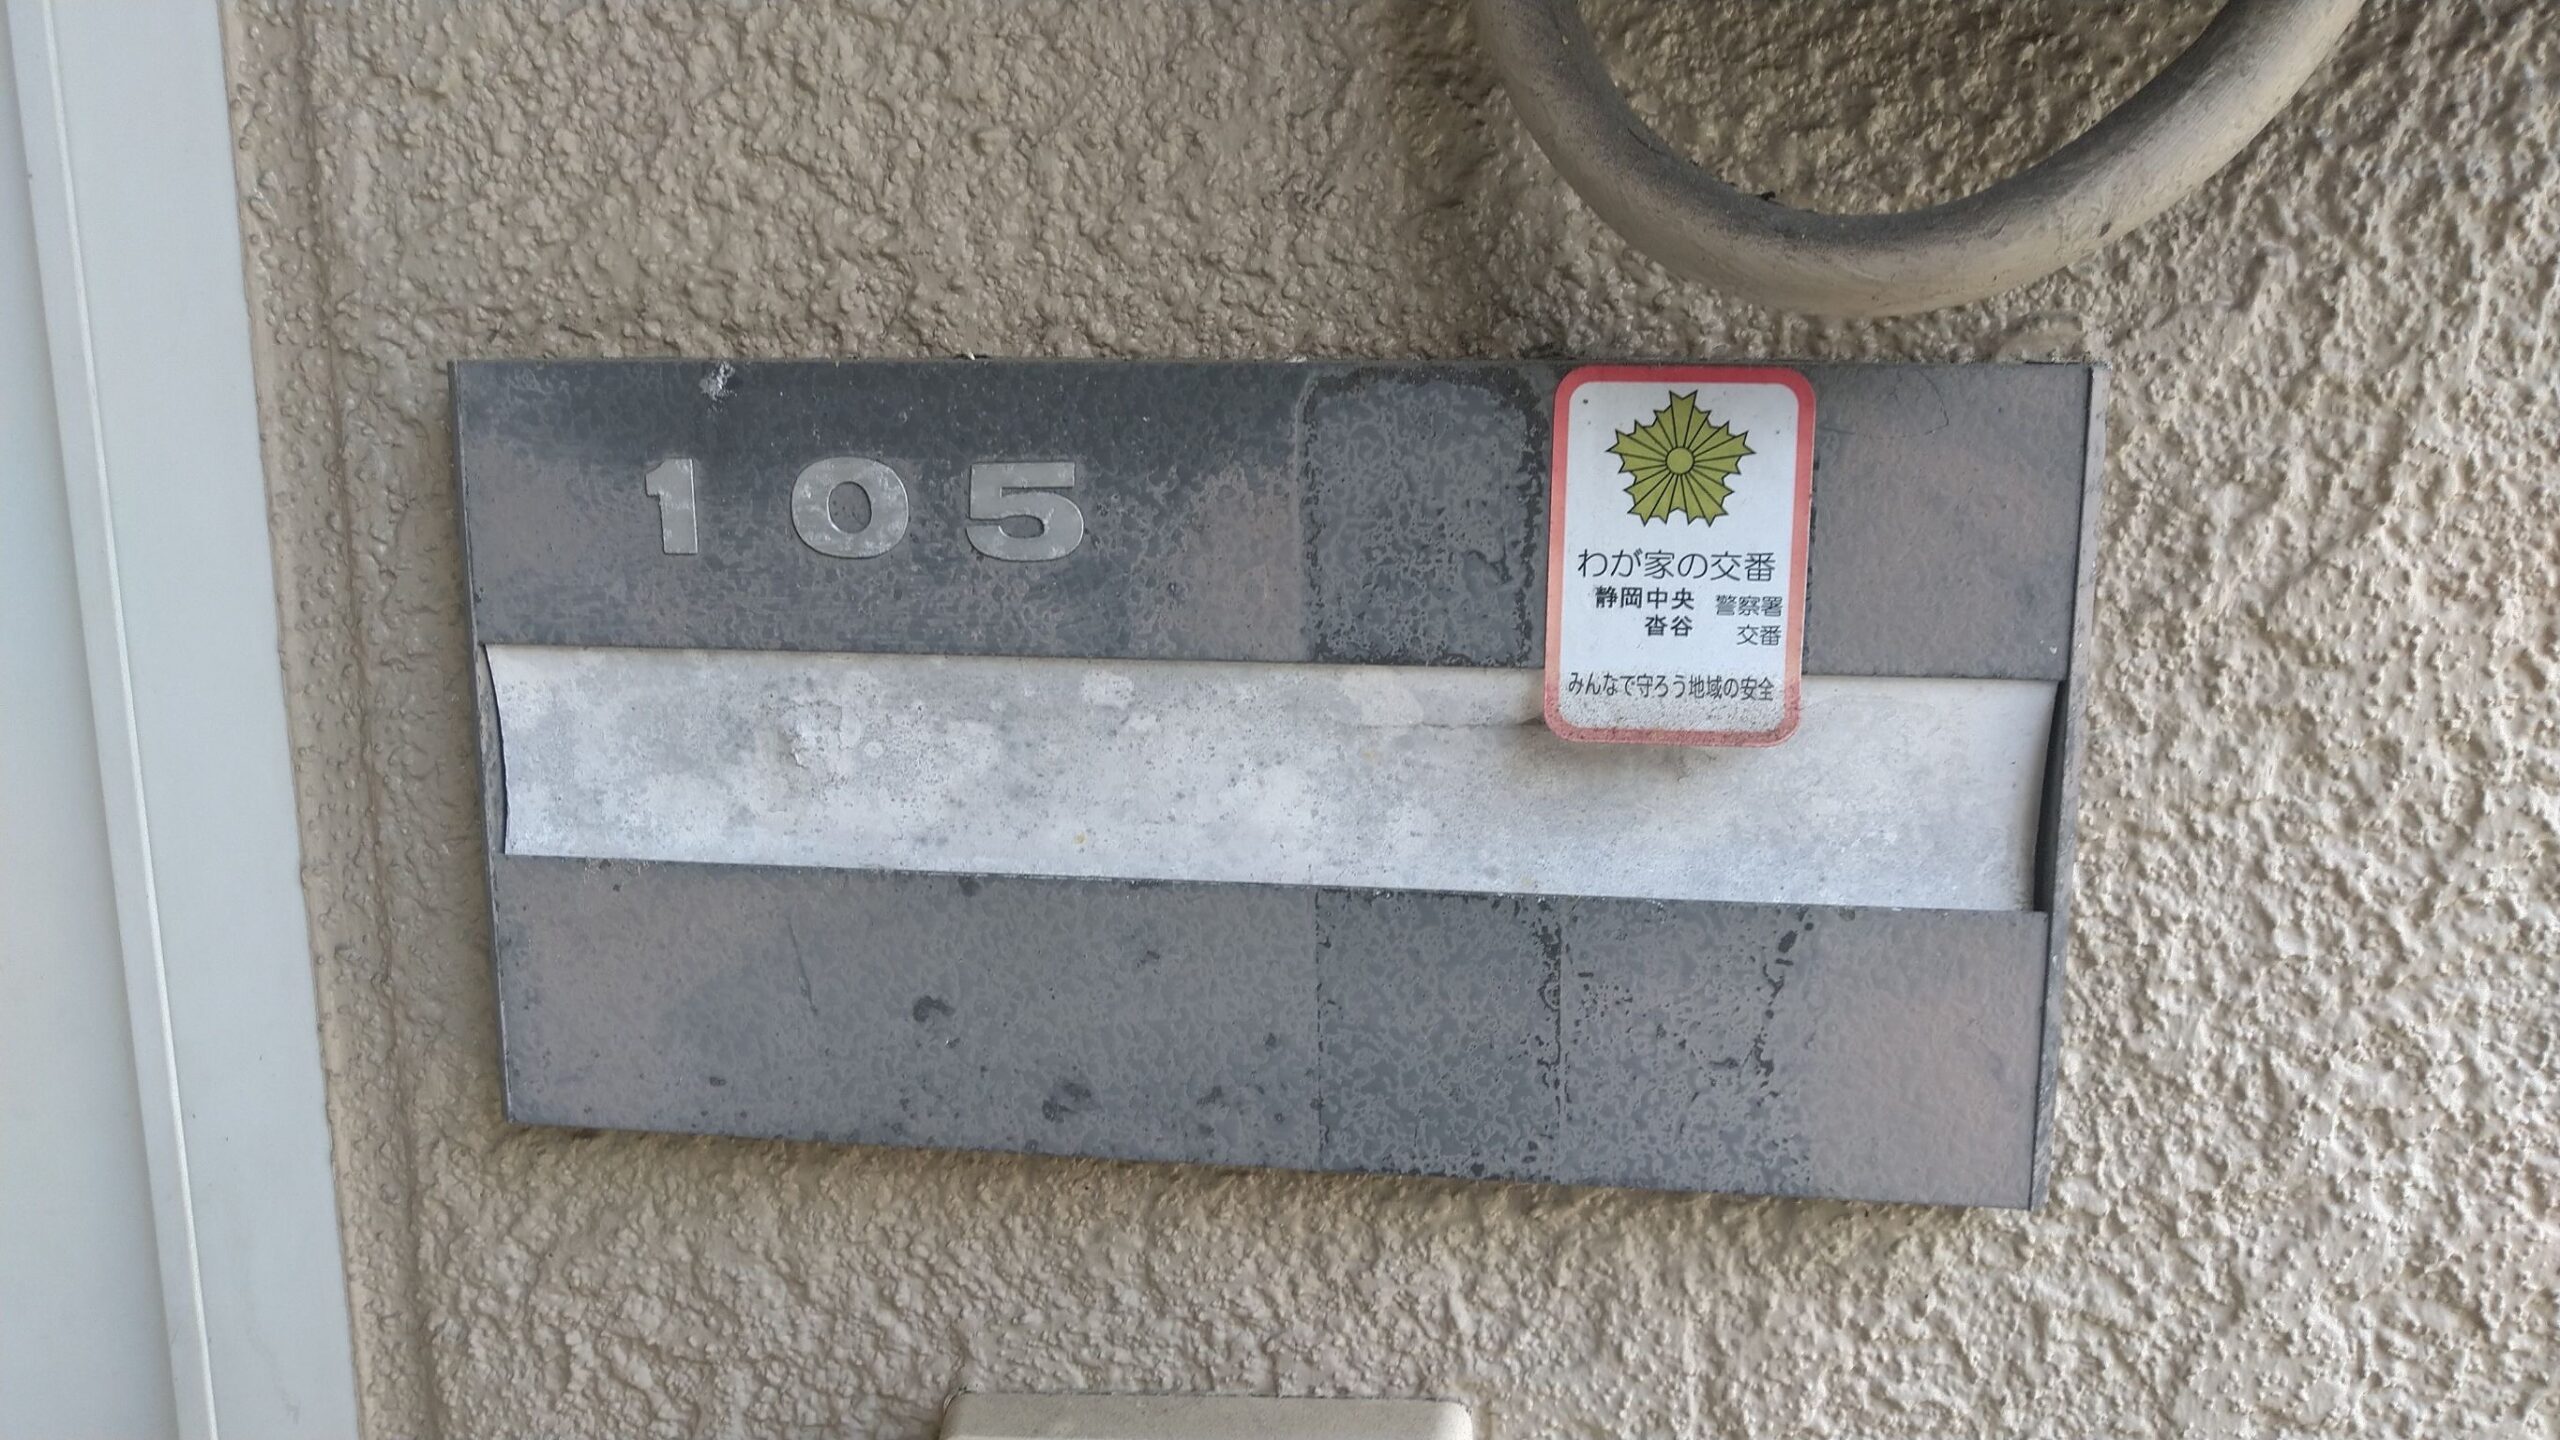 105
わが家の交番
静岡中央 警察署
沓谷 交番
みんなで守ろう地域の安全